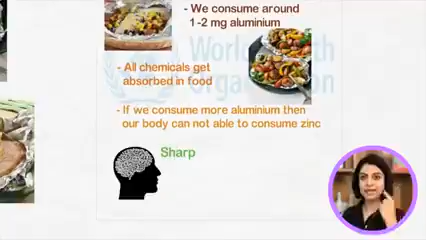 - We consume around
1-2 mg aluminium
- All chemicals get
absorbed in food
- If we consume more aluminium then
our body can not able to consume zinc
Sharp